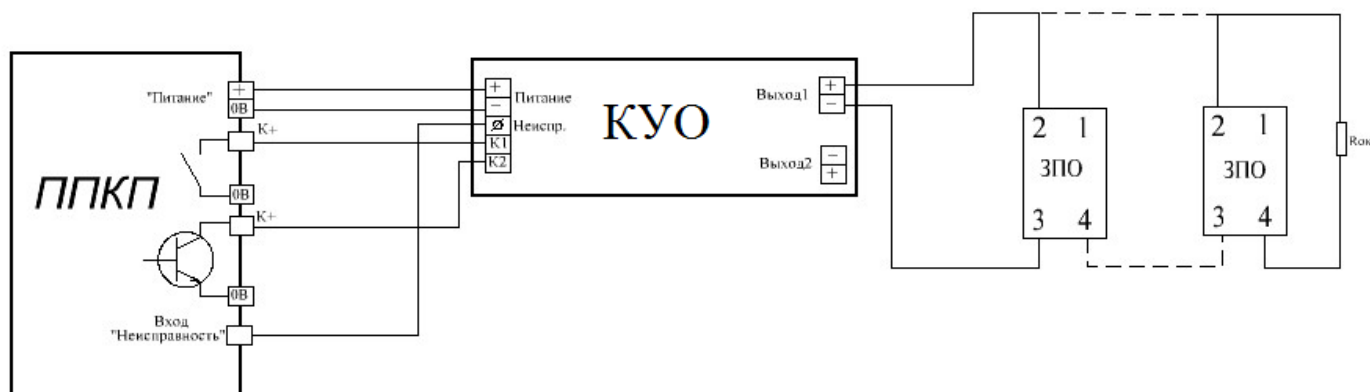 ППКП
"Питание"
+
0В
К+
0В
К+
0В
Вход
"Неисправность"
+
−
Ø
К1
К2
Питание
Неиспр.
КУО
Выход1
+
−
Выход2
−
+
2 1
ЗПО
3 4
2 1
ЗПО
3 4
Rок